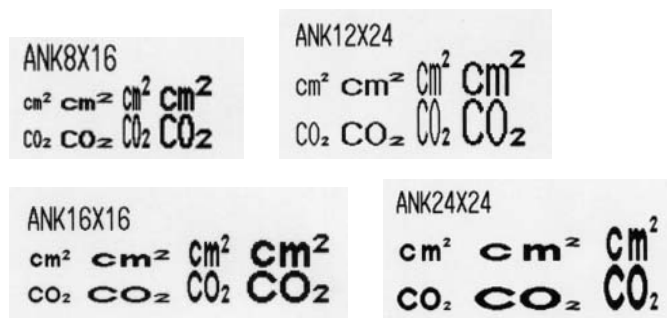 ANK8X16
cm² cm² cm² cm²
CO₂ CO₂ CO₂ CO₂
ANK12X24
cm² cm² cm² cm²
CO₂ CO₂ CO₂ CO₂
ANK16X16
cm² cm² cm² cm²
CO₂ CO₂ CO₂ CO₂
ANK24X24
cm² cm² cm²
CO₂ CO₂ CO₂